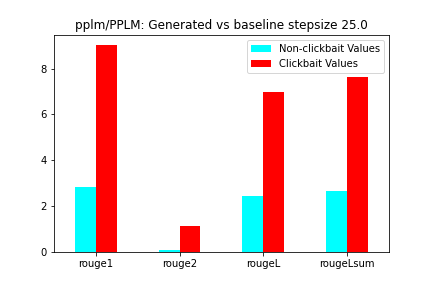 pplm/PPLM: Generated vs baseline stepsize 25.0
Non-clickbait Values
Clickbait Values
8
6
4
2
0
rouge1 rouge2 rougeL rougeLsum